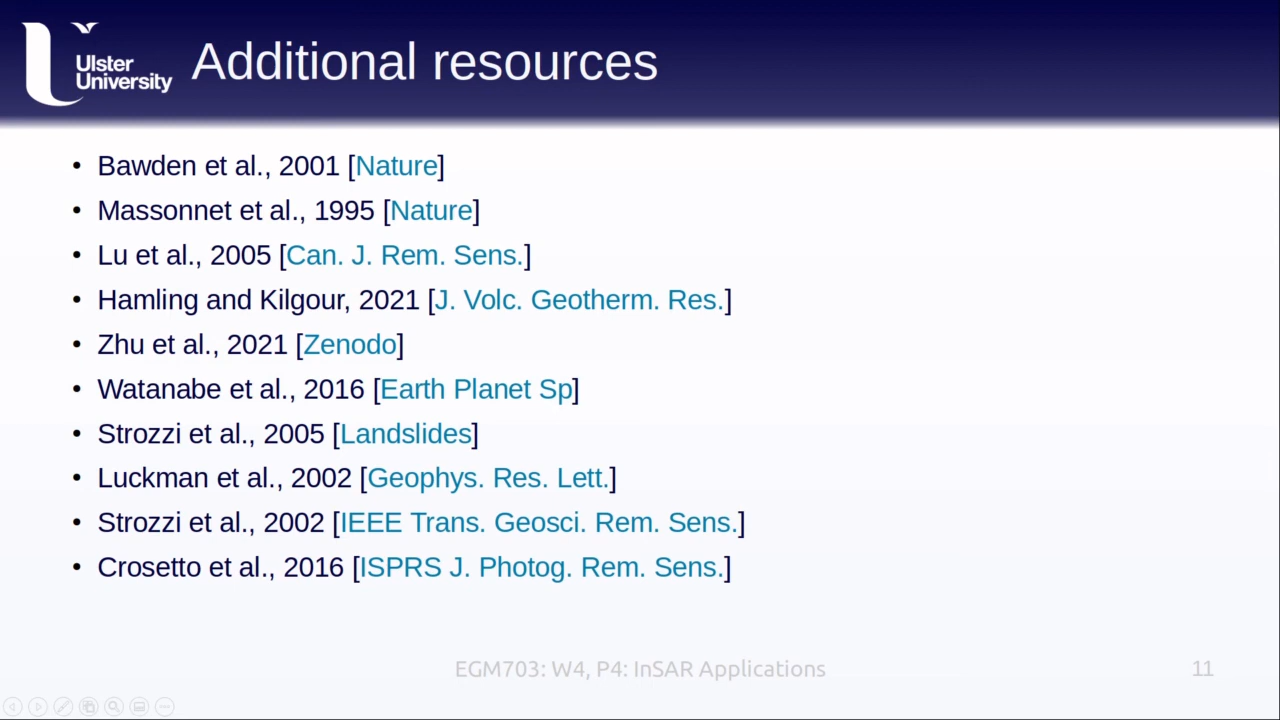 Ulster
University
Additional resources
• Bawden et al., 2001 [Nature]
• Massonnet et al., 1995 [Nature]
• Lu et al., 2005 [Can. J. Rem. Sens.]
• Hamling and Kilgour, 2021 [J. Volc. Geotherm. Res.]
• Zhu et al., 2021 [Zenodo]
• Watanabe et al., 2016 [Earth Planet Sp]
• Strozzi et al., 2005 [Landslides]
• Luckman et al., 2002 [Geophys. Res. Lett.]
• Strozzi et al., 2002 [IEEE Trans. Geosci. Rem. Sens.]
• Crosetto et al., 2016 [ISPRS J. Photog. Rem. Sens.]
EGM703: W4, P4: InSAR Applications
11